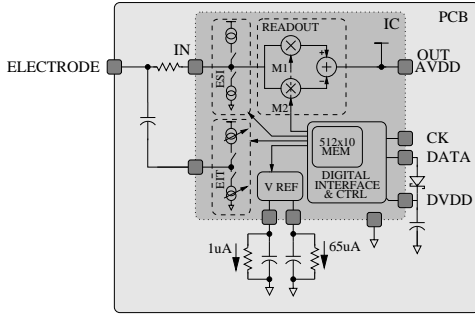 PCB
IC
READOUT
ELECTRODE
IN
OUT
AVDD
ESI
M1
M2
+
+
−
512x10
MEM
DIGITAL
INTERFACE
& CTRL
CK
DATA
DVDD
EIT
V REF
1uA
65uA